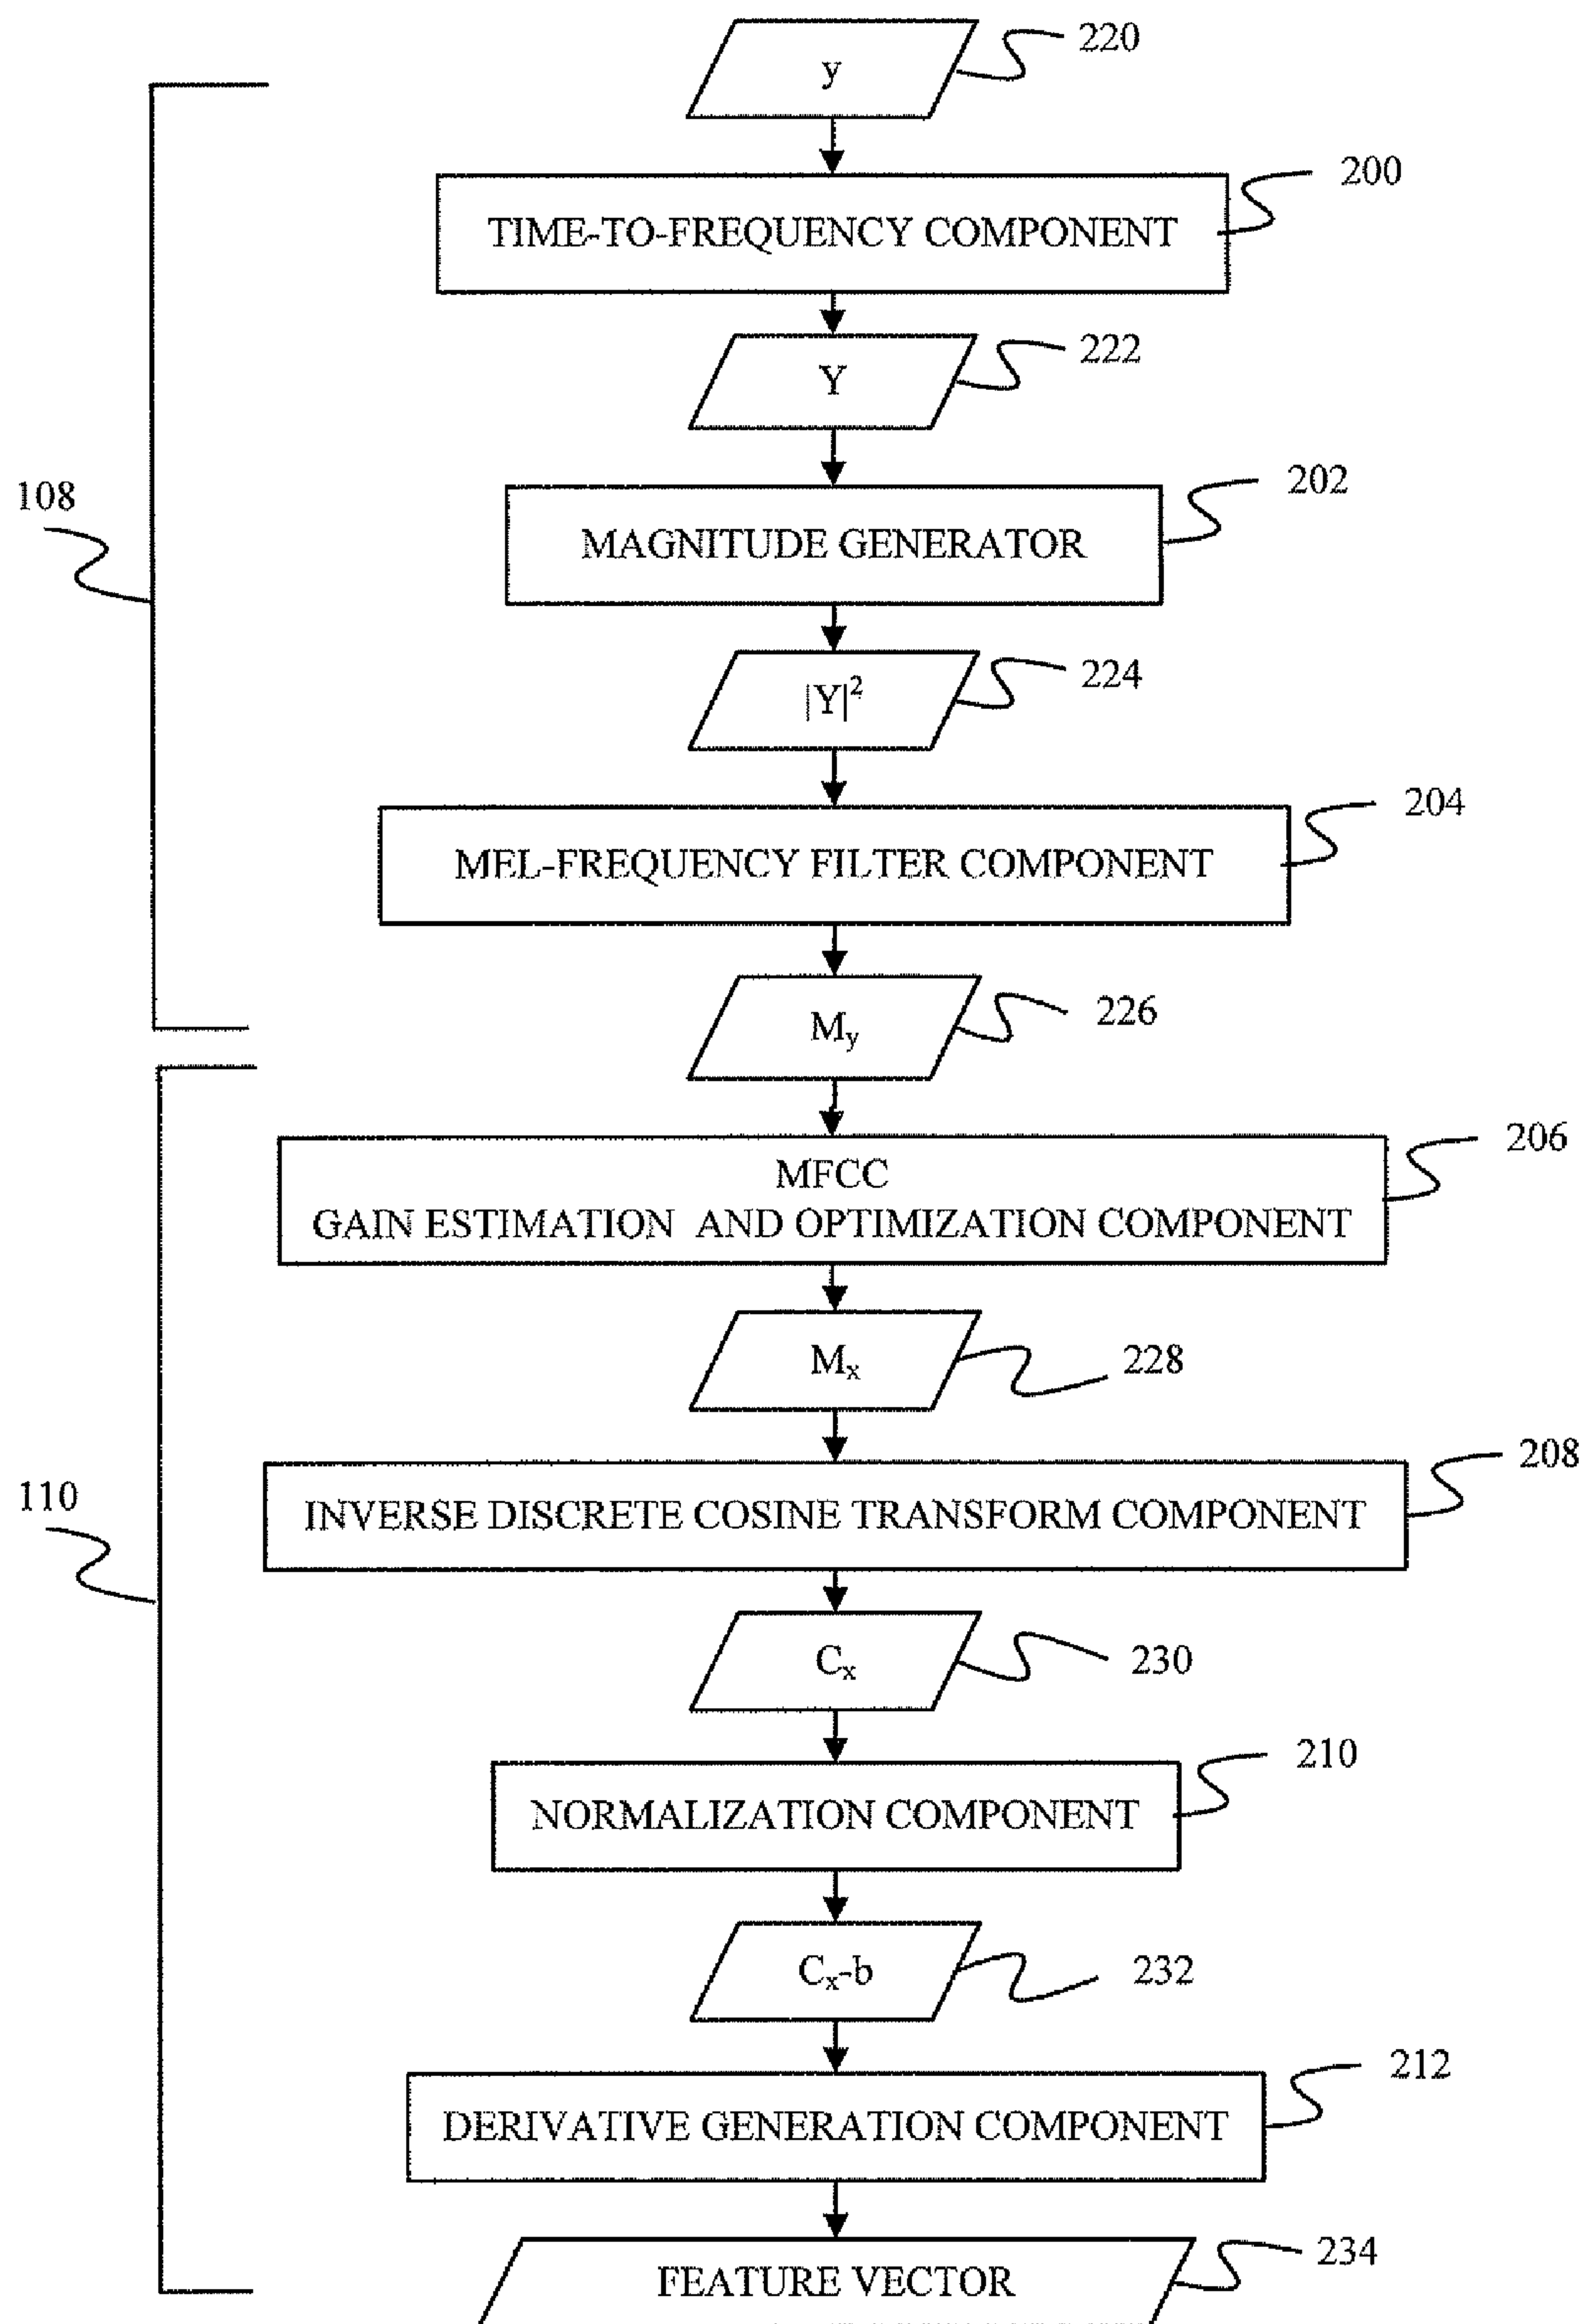 y
220
TIME-TO-FREQUENCY COMPONENT
200
Y
222
108
MAGNITUDE GENERATOR
202
|Y|²
224
MEL-FREQUENCY FILTER COMPONENT
204
My
226
MFCC
GAIN ESTIMATION AND OPTIMIZATION COMPONENT
206
Mx
228
110
INVERSE DISCRETE COSINE TRANSFORM COMPONENT
208
Cx
230
NORMALIZATION COMPONENT
210
Cx-b
232
DERIVATIVE GENERATION COMPONENT
212
FEATURE VECTOR
234